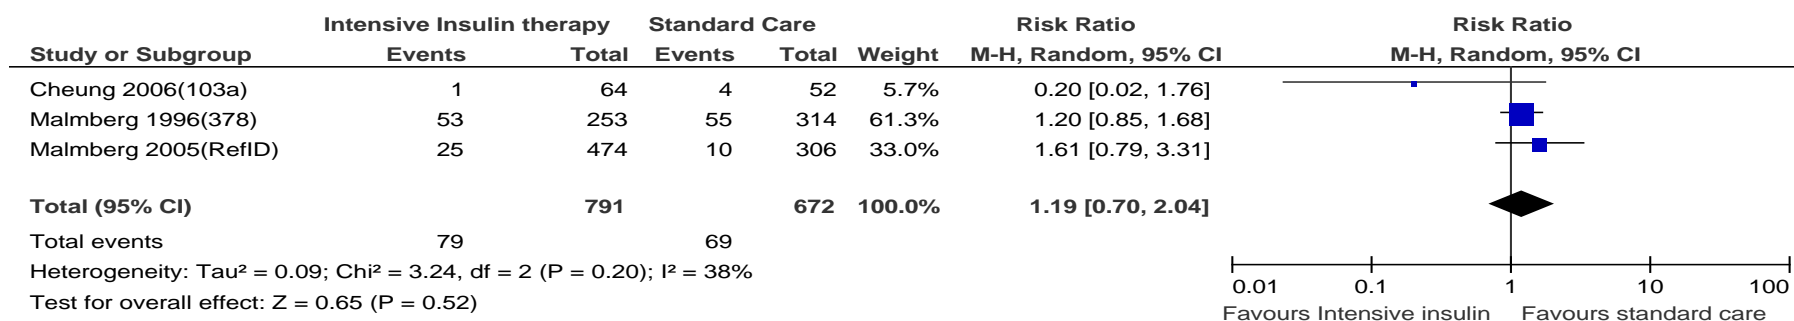 Intensive Insulin therapy Standard Care Risk Ratio Risk Ratio
Study or Subgroup Events Total Events Total Weight M-H, Random, 95% CI M-H, Random, 95% CI
Cheung 2006(103a) 1 64 4 52 5.7% 0.20 [0.02, 1.76]
Malmberg 1996(378) 53 253 55 314 61.3% 1.20 [0.85, 1.68]
Malmberg 2005(RefID) 25 474 10 306 33.0% 1.61 [0.79, 3.31]
Total (95% CI) 791 672 100.0% 1.19 [0.70, 2.04]
Total events 79 69
Heterogeneity: Tau² = 0.09; Chi² = 3.24, df = 2 (P = 0.20); I² = 38%
Test for overall effect: Z = 0.65 (P = 0.52)
0.01 0.1 1 10 100
Favours Intensive insulin Favours standard care